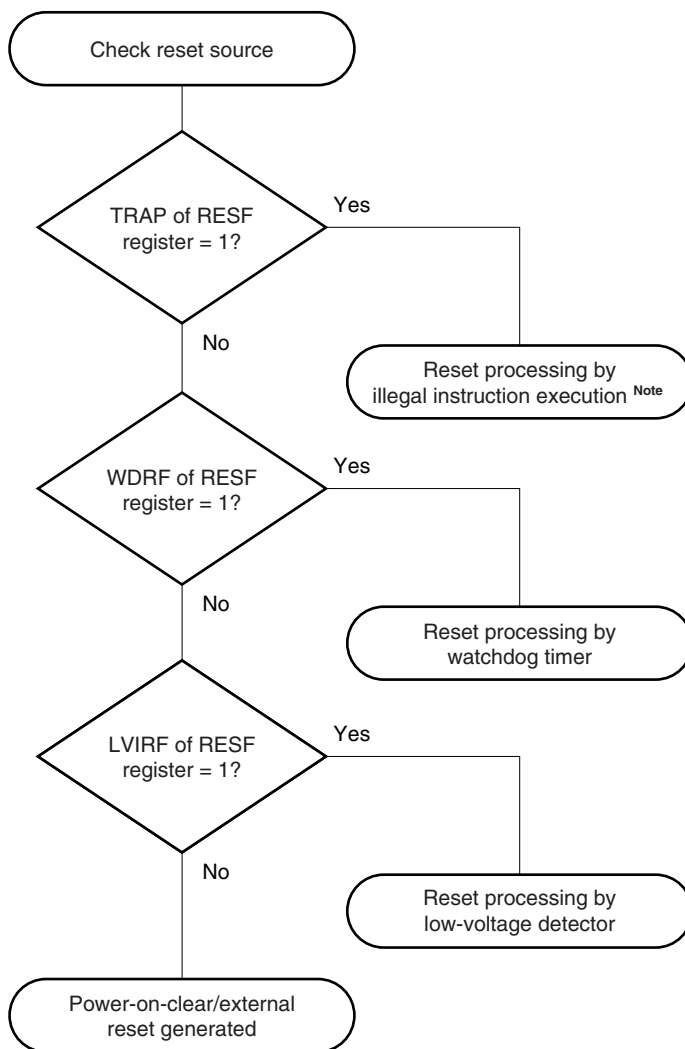 Check reset source
TRAP of RESF
register = 1?
Yes
No
Reset processing by
illegal instruction execution Note
WDRF of RESF
register = 1?
Yes
No
Reset processing by
watchdog timer
LVIRF of RESF
register = 1?
Yes
No
Reset processing by
low-voltage detector
Power-on-clear/external
reset generated